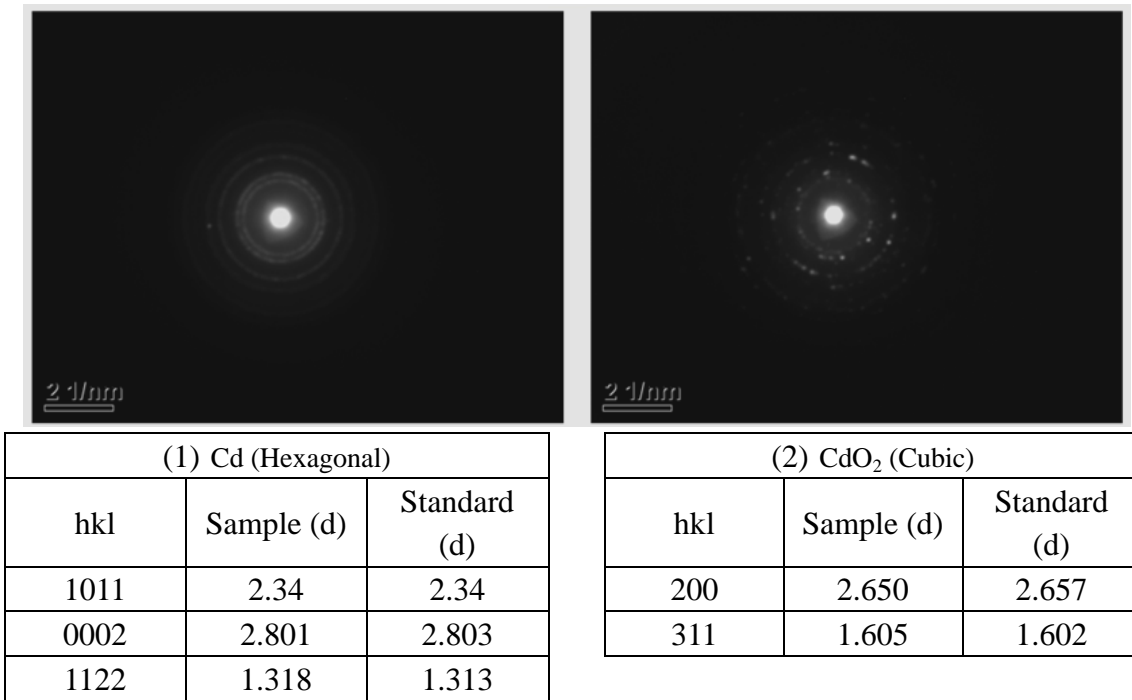 2 1/nm 2 1/nm
(1) Cd (Hexagonal)
hkl Sample (d) Standard (d)
1011 2.34 2.34
0002 2.801 2.803
1122 1.318 1.313
(2) CdO₂ (Cubic)
hkl Sample (d) Standard (d)
200 2.650 2.657
311 1.605 1.602